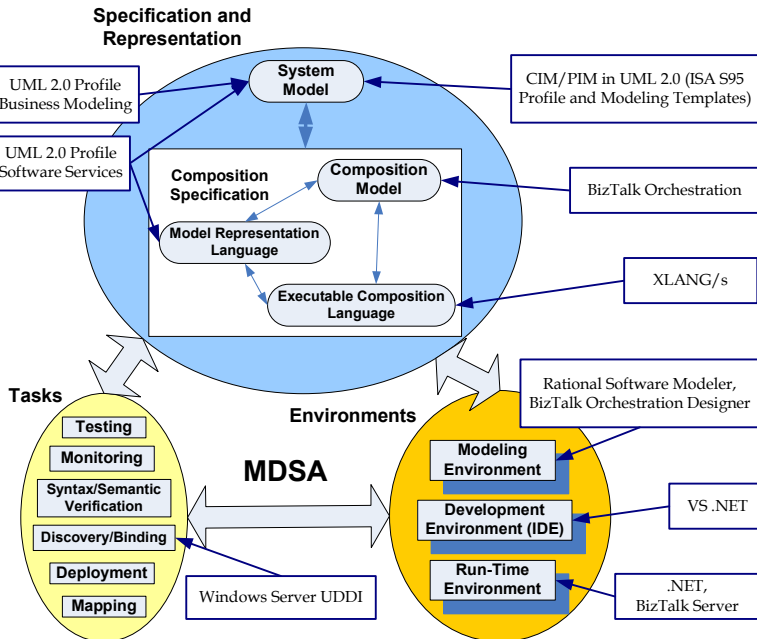 Specification and
Representation
UML 2.0 Profile
Business Modeling
System
Model
CIM/PIM in UML 2.0 (ISA S95
Profile and Modeling Templates)
UML 2.0 Profile
Software Services
Composition
Specification
Composition
Model
BizTalk Orchestration
Model Representation
Language
Executable Composition
Language
XLANG/s
Tasks
Environments
Rational Software Modeler,
BizTalk Orchestration Designer
Testing
Monitoring
Syntax/Semantic
Verification
Discovery/Binding
Deployment
Mapping
MDSA
Modeling
Environment
Development
Environment (IDE)
Run-Time
Environment
VS .NET
Windows Server UDDI
.NET,
BizTalk Server